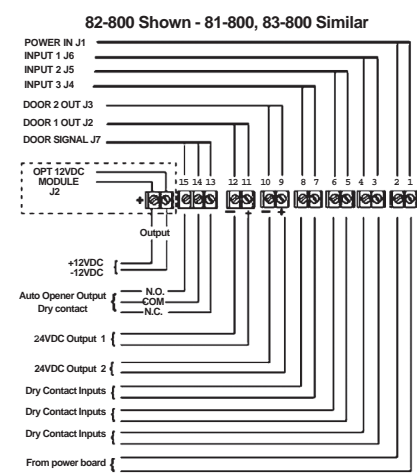 82-800 Shown - 81-800, 83-800 Similar
POWER IN J1
INPUT 1 J6
INPUT 2 J5
INPUT 3 J4
DOOR 2 OUT J3
DOOR 1 OUT J2
DOOR SIGNAL J7
OPT 12VDC
MODULE
J2
15 14 13 12 11 10 9 8 7 6 5 4 3 2 1
+
− + − +
Output
+12VDC
-12VDC
N.O.
Auto Opener Output
COM
Dry contact
N.C.
24VDC Output 1
24VDC Output 2
Dry Contact Inputs
Dry Contact Inputs
Dry Contact Inputs
From power board